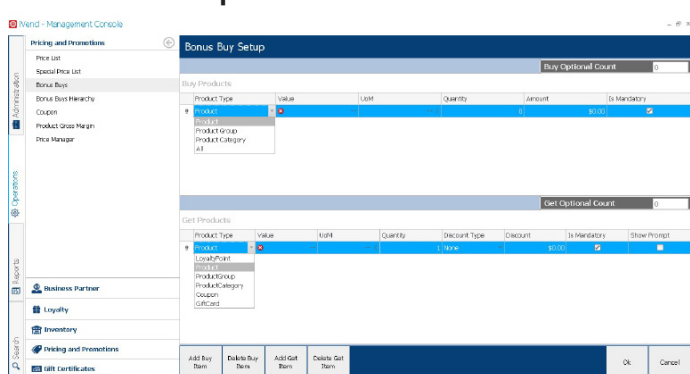 iVend - Management Console
Pricing and Promotions
Bonus Buy Setup
Price List
Special Price List
Bonus Buys
Bonus Buys Hierarchy
Coupon
Product Gross Margin
Price Manager
Administration
Operations
Reports
Search
Buy Optional Count 0
Buy Products
Product Type Value UoM Quantity Amount Is Mandatory
Product 0 $0.00
Product
Product Group
Product Category
All
Get Optional Count 0
Get Products
Product Type Value UoM Quantity Discount Type Discount Is Mandatory Show Prompt
Product 1 None $0.00
LoyaltyPoint
Product
ProductGroup
ProductCategory
Coupon
GiftCard
Business Partner
Loyalty
Inventory
Pricing and Promotions
Gift Certificates
Add Buy Item
Delete Buy Item
Add Get Item
Delete Get Item
Ok
Cancel